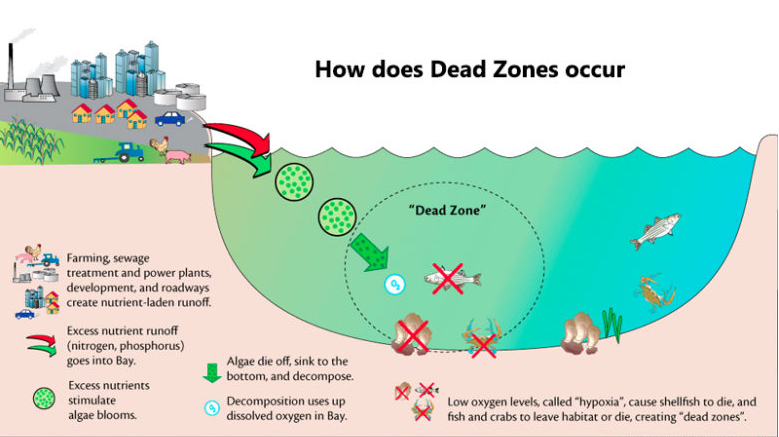 How does Dead Zones occur
"Dead Zone"
O₂
Farming, sewage
treatment and power plants,
development, and roadways
create nutrient-laden runoff.
Excess nutrient runoff
(nitrogen, phosphorus)
goes into Bay.
Excess nutrients
stimulate
algae blooms.
Algae die off, sink to the
bottom, and decompose.
O₂
Decomposition uses up
dissolved oxygen in Bay.
Low oxygen levels, called "hypoxia", cause shellfish to die, and
fish and crabs to leave habitat or die, creating "dead zones".